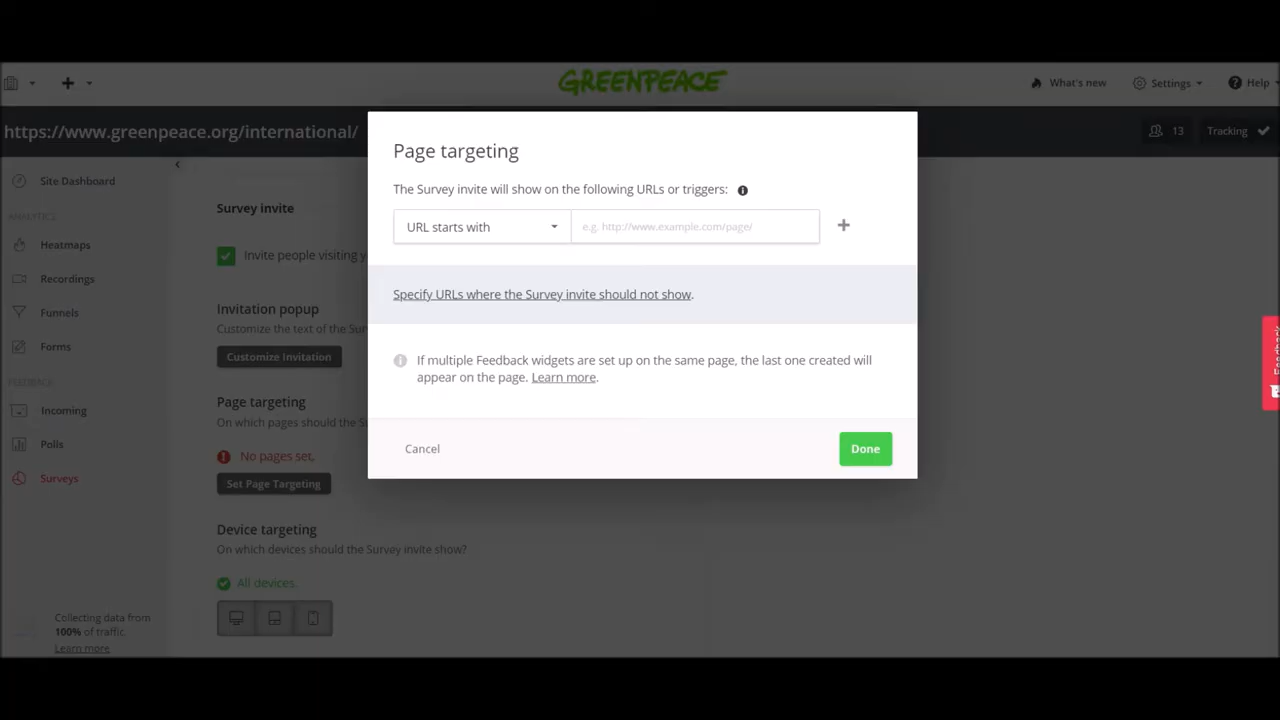 GREENPEACE
What's new
Settings
Help
https://www.greenpeace.org/international/
13
Tracking
Site Dashboard
ANALYTICS
Heatmaps
Recordings
Funnels
Forms
FEEDBACK
Incoming
Polls
Surveys
Collecting data from
100% of traffic
Learn more
Survey invite
Invite people visiting y
Invitation popup
Customize the text of the Sur
Customize Invitation
Page targeting
On which pages should the S
No pages set.
Set Page Targeting
Device targeting
On which devices should the Survey invite show?
All devices.
Page targeting
The Survey invite will show on the following URLs or triggers:
URL starts with
e.g. http://www.example.com/page/
Specify URLs where the Survey invite should not show.
If multiple Feedback widgets are set up on the same page, the last one created will
appear on the page. Learn more.
Cancel
Done